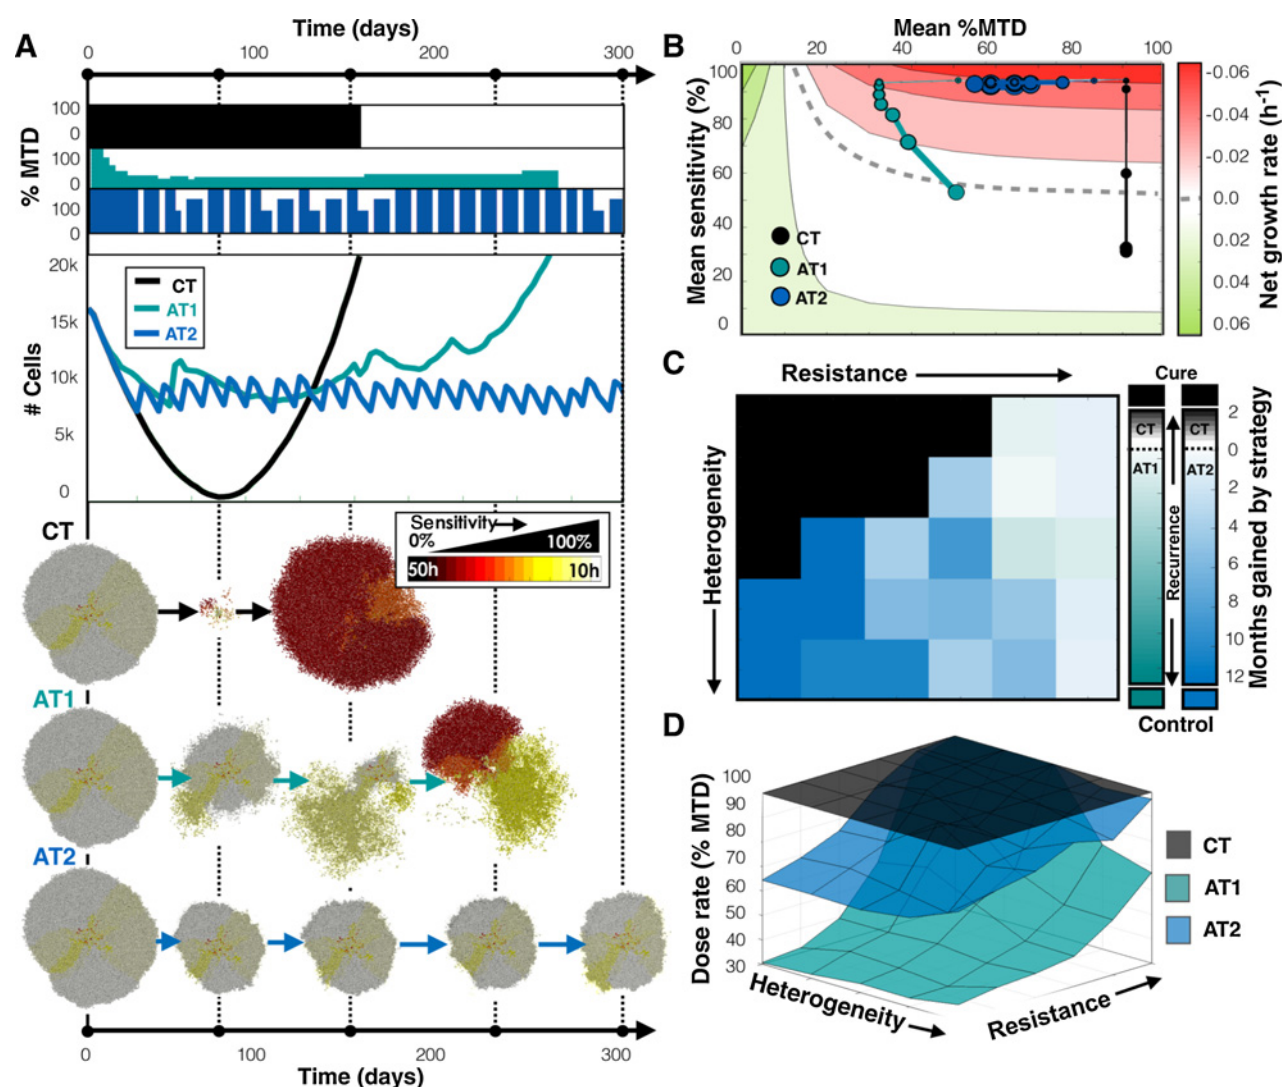 A
Time (days)
0
100
200
300
% MTD
100
0
100
0
100
0
# Cells
20k
15k
10k
5k
0
CT
AT1
AT2
CT
Sensitivity
0%
100%
50h
10h
AT1
AT2
0
100
200
300
Time (days)
B
Mean %MTD
0
20
40
60
80
100
Mean sensitivity (%)
100
80
60
40
20
0
CT
AT1
AT2
-0.06
-0.04
-0.02
0.0
0.02
0.04
0.06
Net growth rate (h⁻¹)
C
Resistance
Heterogeneity
Cure
CT
AT1
Recurrence
CT
AT2
2
0
2
4
6
8
10
12
Months gained by strategy
Control
D
Dose rate (% MTD)
100
90
80
70
60
50
40
30
Heterogeneity
Resistance
CT
AT1
AT2